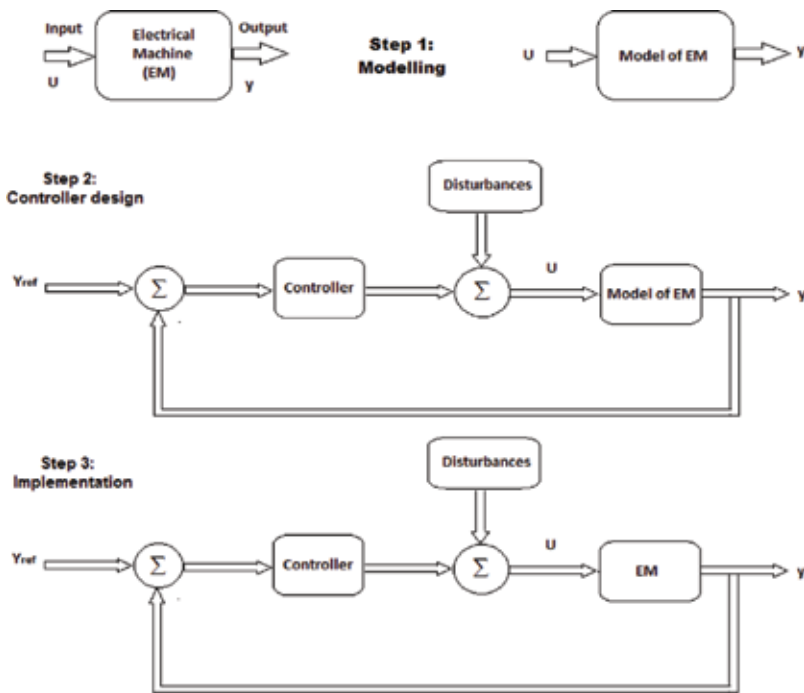 Input
Output
Electrical
Machine
(EM)
U
y
Step 1:
Modelling
U
Model of EM
y
Step 2:
Controller design
Disturbances
Yref
Σ
Controller
Σ
U
Model of EM
y
Step 3:
Implementation
Disturbances
Yref
Σ
Controller
Σ
U
EM
y